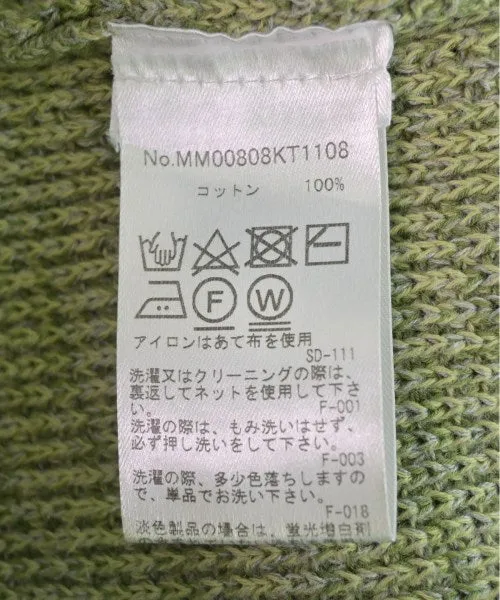 No.MM00808KT1108
コットン 100%
F W
アイロンはあて布を使用
SD-111
洗濯又はクリーニングの際は、
裏返してネットを使用して下さ
い。 F-001
洗濯の際は、もみ洗いはせず、
必ず押し洗いをして下さい。
F-003
洗濯の際、多少色落ちしますの
で、単品でお洗い下さい。
F-018
淡色製品の場合は、蛍光増白剤